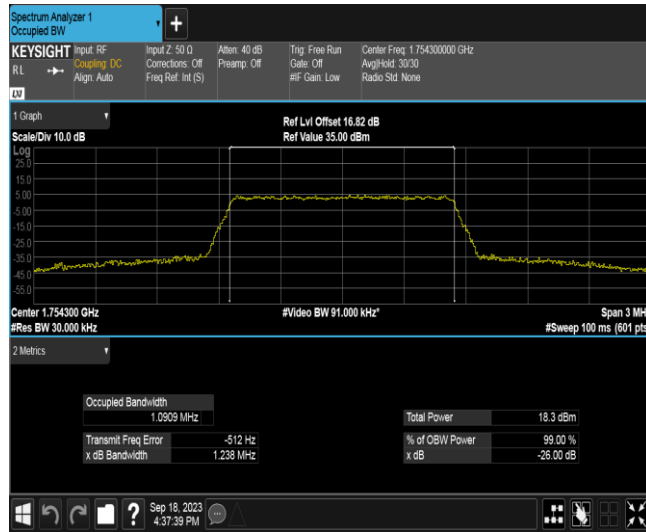 Spectrum Analyzer 1
Occupied BW
+
KEYSIGHT Input: RF Input Z: 50 Ω Atten: 40 dB Trig: Free Run Center Freq: 1.754300000 GHz
RL Coupling: DC Corrections: Off Preamp: Off Gate: Off Avg|Hold: 30/30
Align: Auto Freq Ref: Int (S) #IF Gain: Low Radio Std: None
LXI
1 Graph
Ref Lvl Offset 16.82 dB
Scale/Div 10.0 dB Ref Value 35.00 dBm
Log
25.0
15.0
5.00
-5.00
-15.0
-25.0
-35.0
-45.0
-55.0
Center 1.754300 GHz #Video BW 91.000 kHz* Span 3 MH
#Res BW 30.000 kHz #Sweep 100 ms (601 pts
2 Metrics
Occupied Bandwidth
1.0909 MHz Total Power 18.3 dBm
Transmit Freq Error -512 Hz % of OBW Power 99.00 %
x dB Bandwidth 1.238 MHz x dB -26.00 dB
? Sep 18, 2023
4:37:39 PM